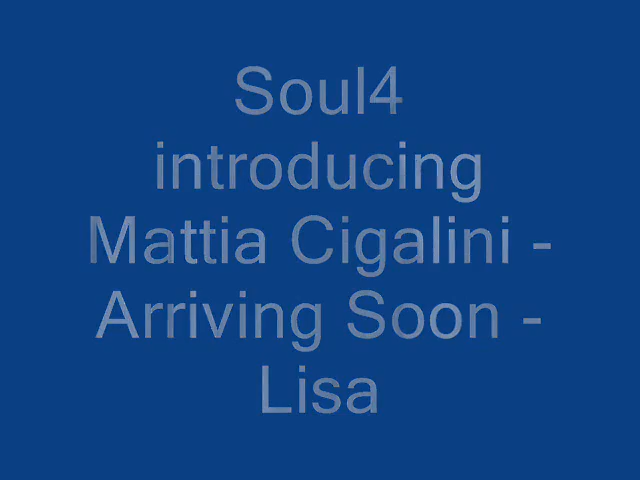 Soul4
introducing
Mattia Cigalini -
Arriving Soon -
Lisa